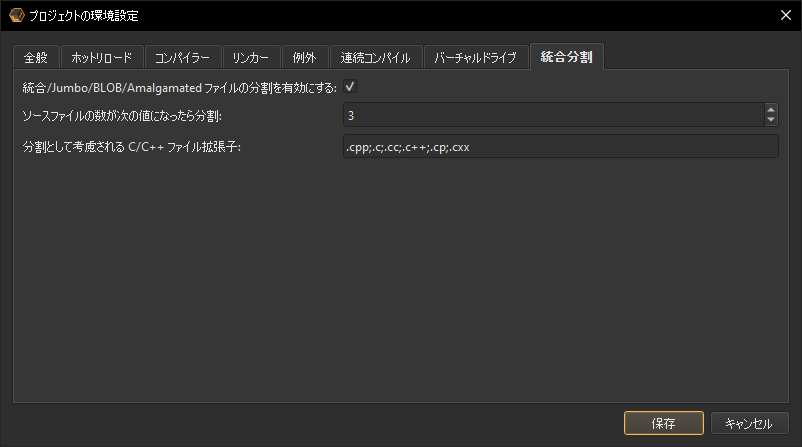 プロジェクトの環境設定
全般 ホットリロード コンパイラー リンカー 例外 連続コンパイル バーチャルドライブ 統合分割
統合/Jumbo/BLOB/Amalgamated ファイルの分割を有効にする:
ソースファイルの数が次の値になったら分割: 3
分割として考慮される C/C++ ファイル拡張子: .cpp;.c;.cc;.c++;.cp;.cxx
保存 キャンセル